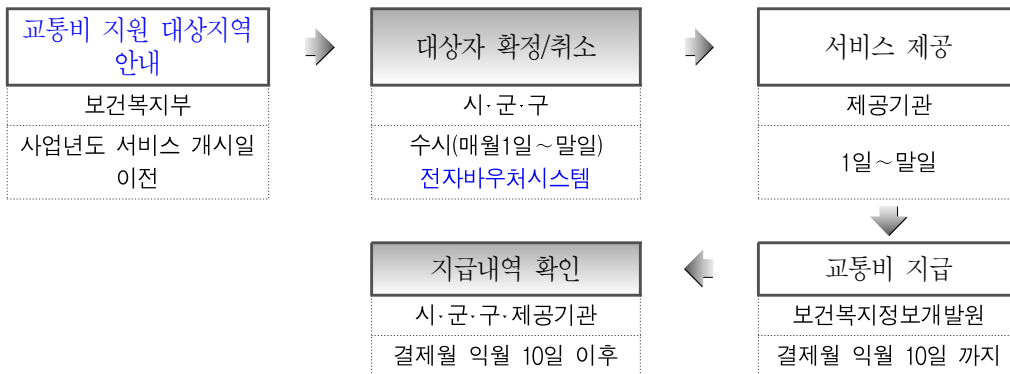 교통비 지원 대상지역
안내
보건복지부
사업년도 서비스 개시일
이전
대상자 확정/취소
시·군·구
수시(매월1일～말일)
전자바우처시스템
서비스 제공
제공기관
1일～말일
교통비 지급
보건복지정보개발원
결제월 익월 10일 까지
지급내역 확인
시·군·구·제공기관
결제월 익월 10일 이후